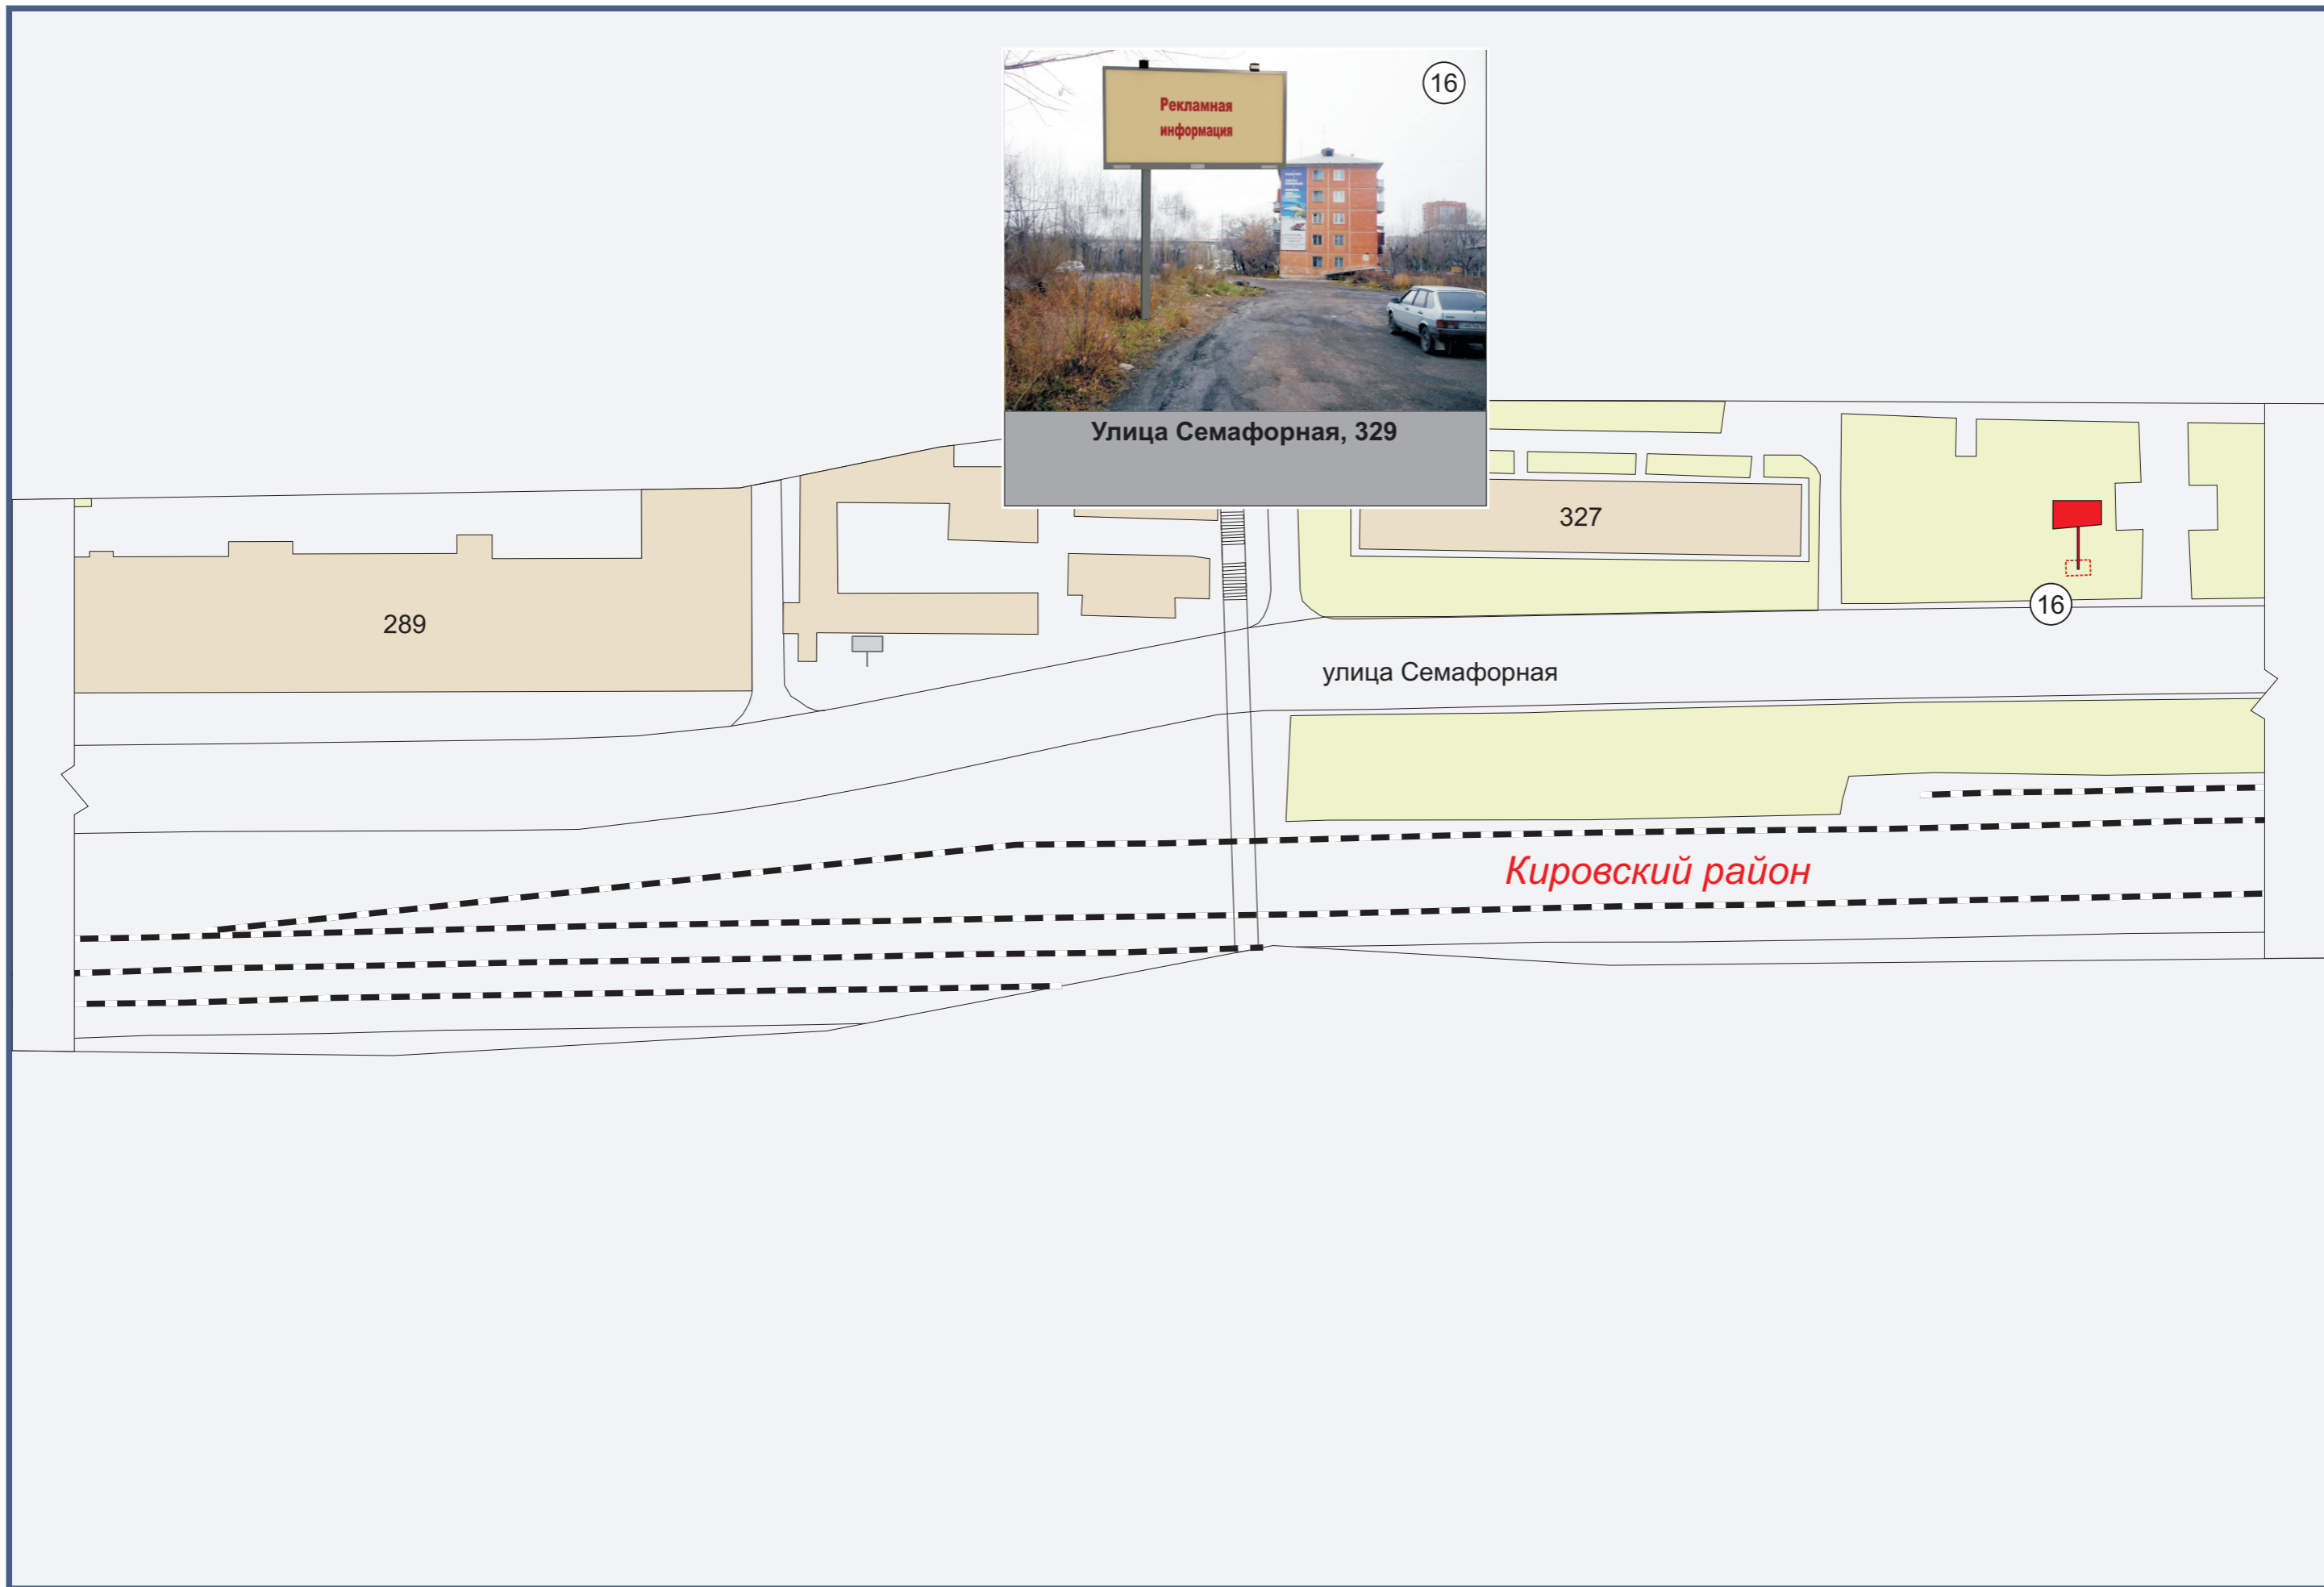 16
Рекламная
информация
Улица Семафорная, 329
327
289
16
улица Семафорная
Кировский район